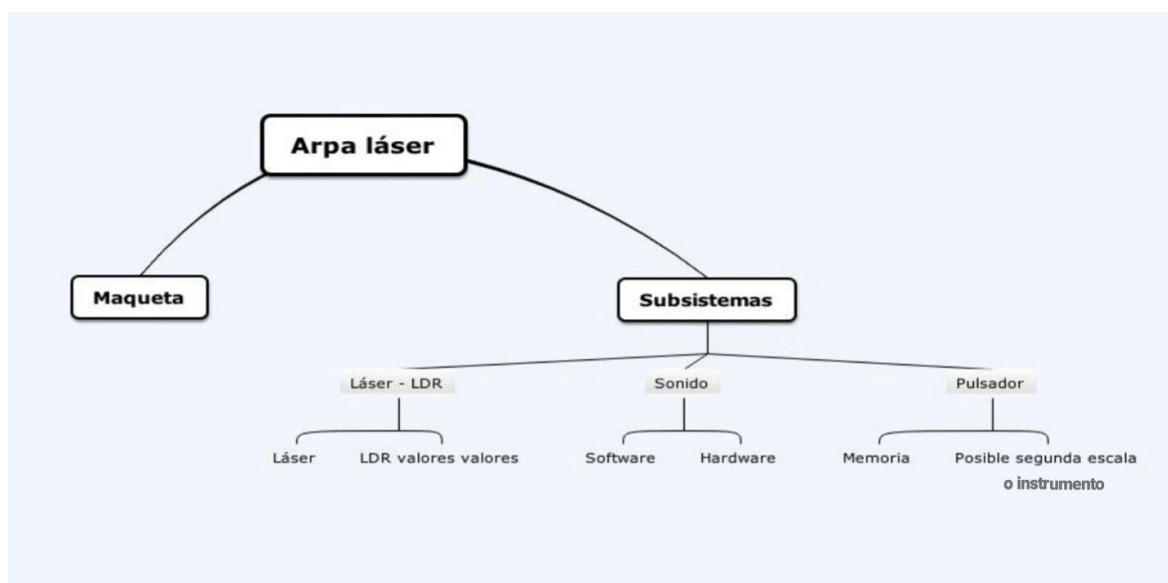 Arpa láser
Maqueta
Subsistemas
Láser - LDR
Sonido
Pulsador
Láser
LDR valores valores
Software
Hardware
Memoria
Posible segunda escala
o instrumento